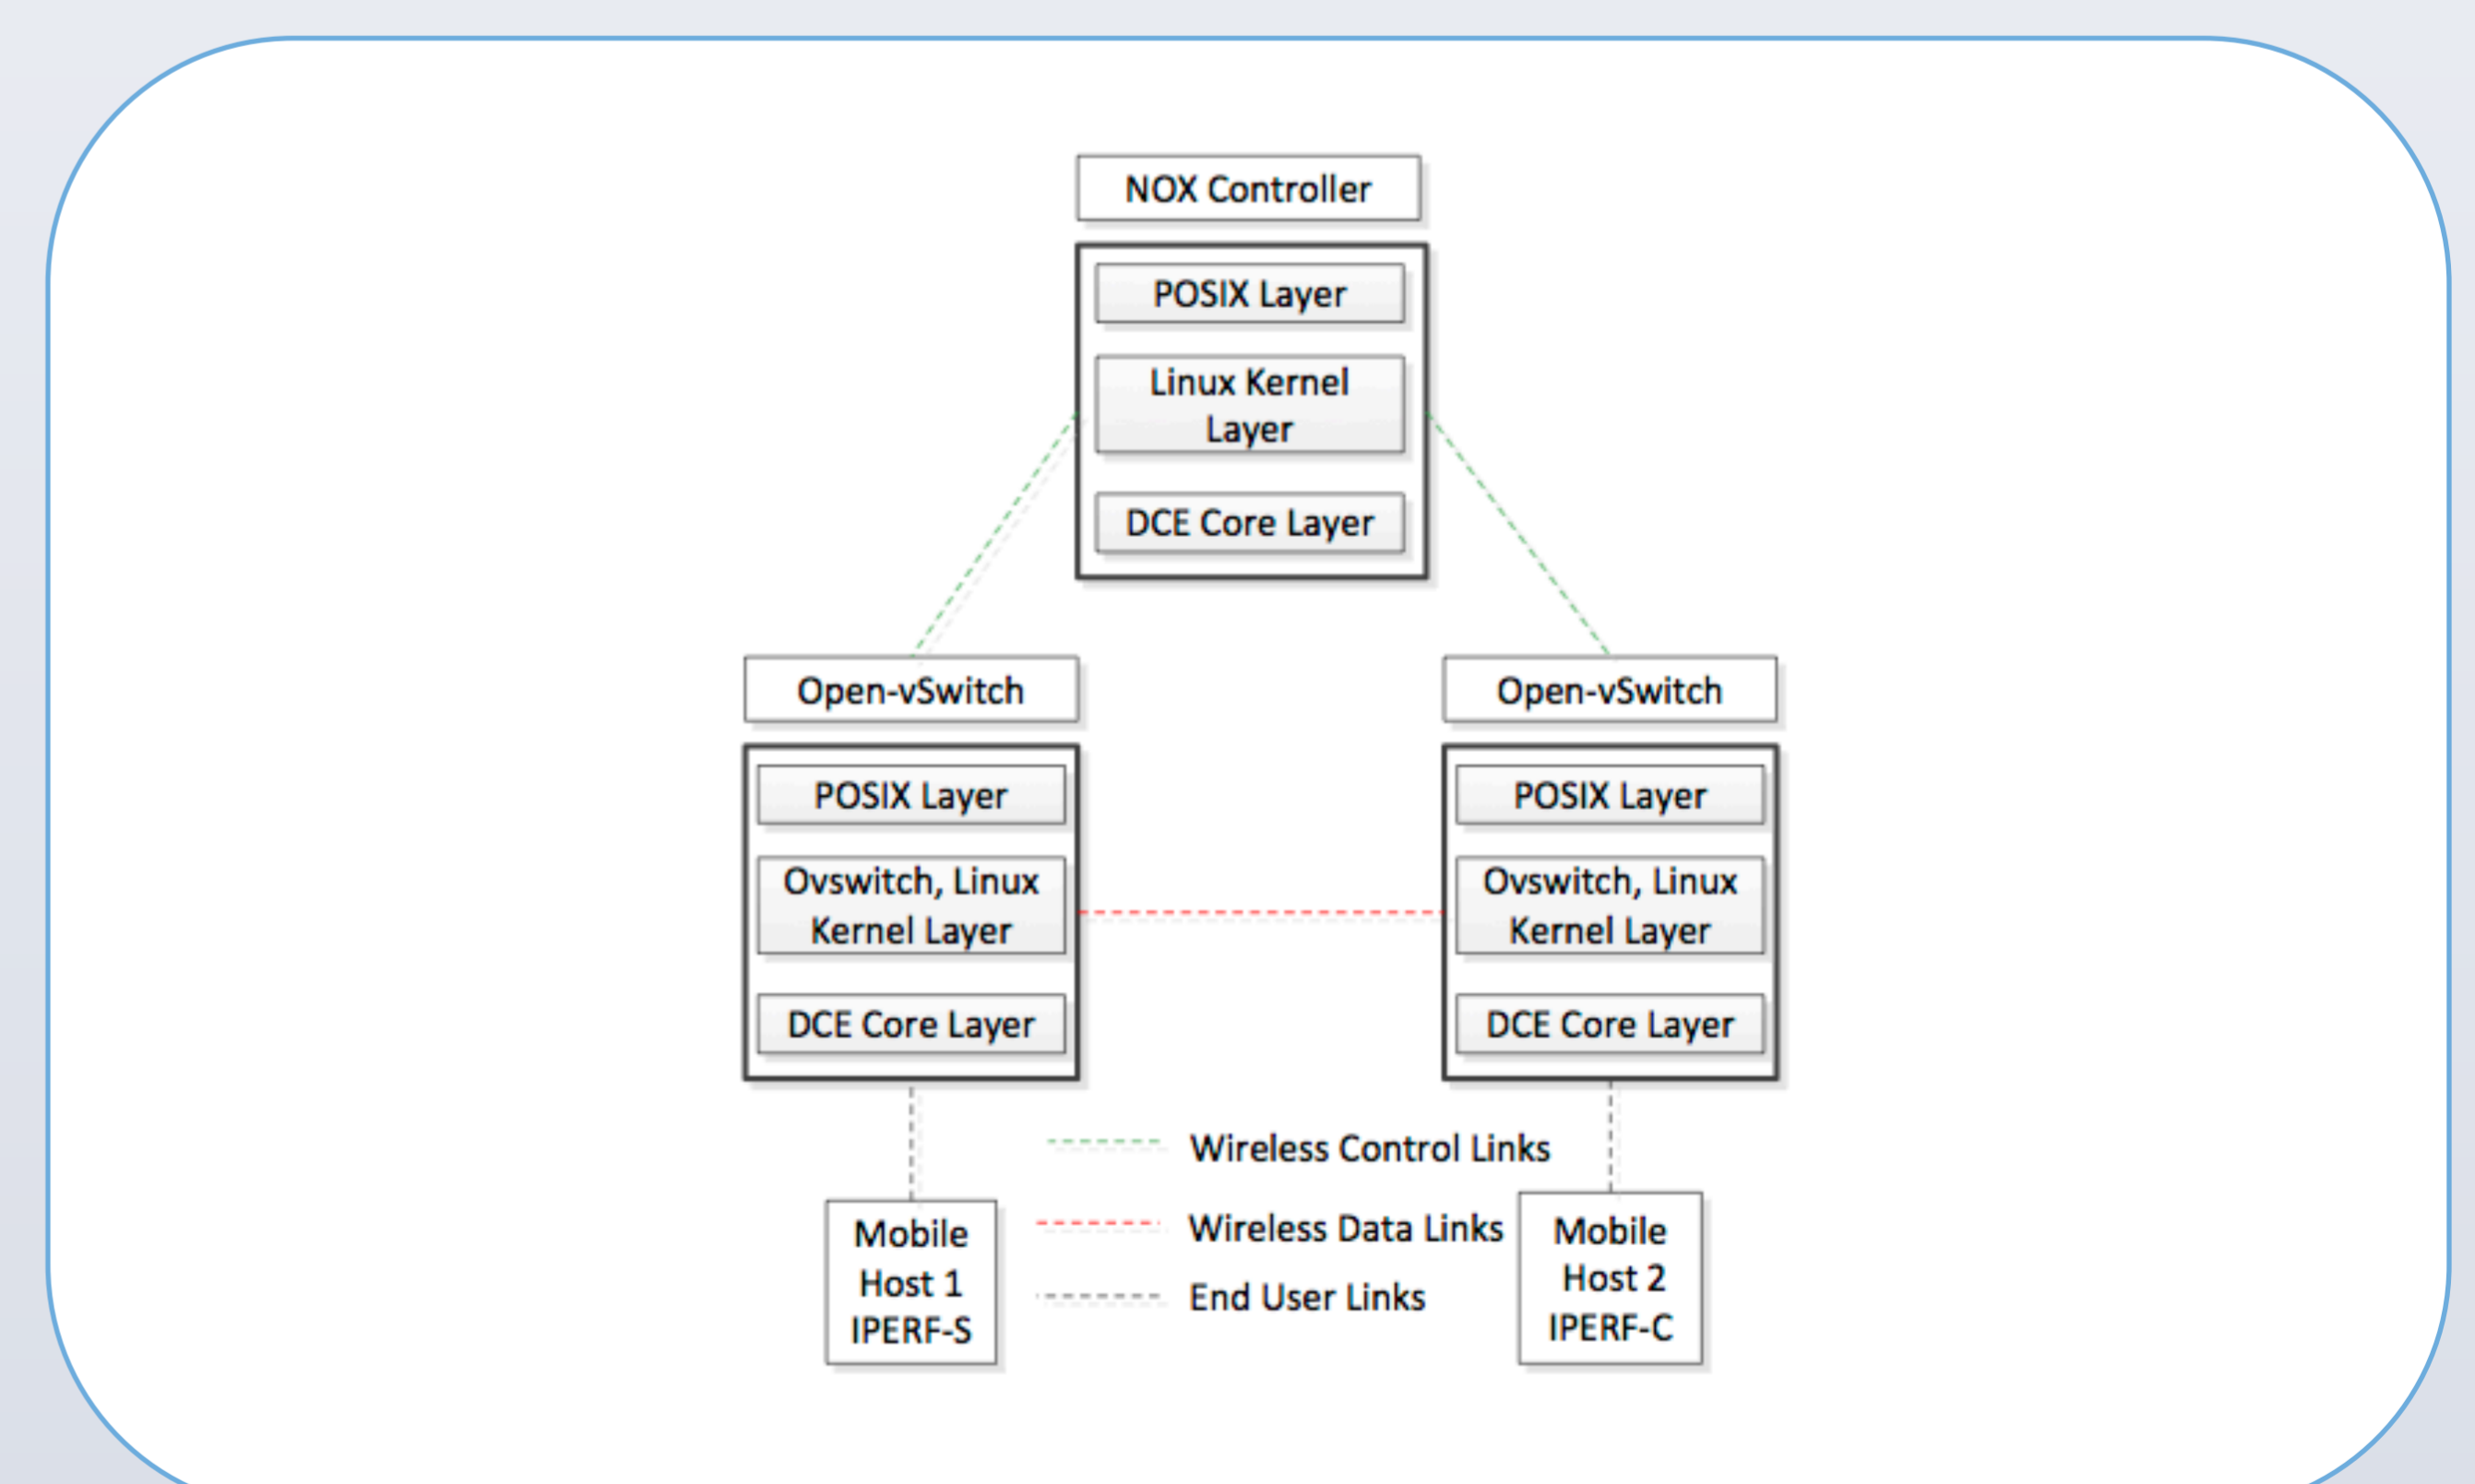 NOX Controller
POSIX Layer
Linux Kernel
Layer
DCE Core Layer
Open-vSwitch
POSIX Layer
Ovswitch, Linux
Kernel Layer
DCE Core Layer
Open-vSwitch
POSIX Layer
Ovswitch, Linux
Kernel Layer
DCE Core Layer
Mobile
Host 1
IPERF-S
Wireless Control Links
Wireless Data Links
End User Links
Mobile
Host 2
IPERF-C